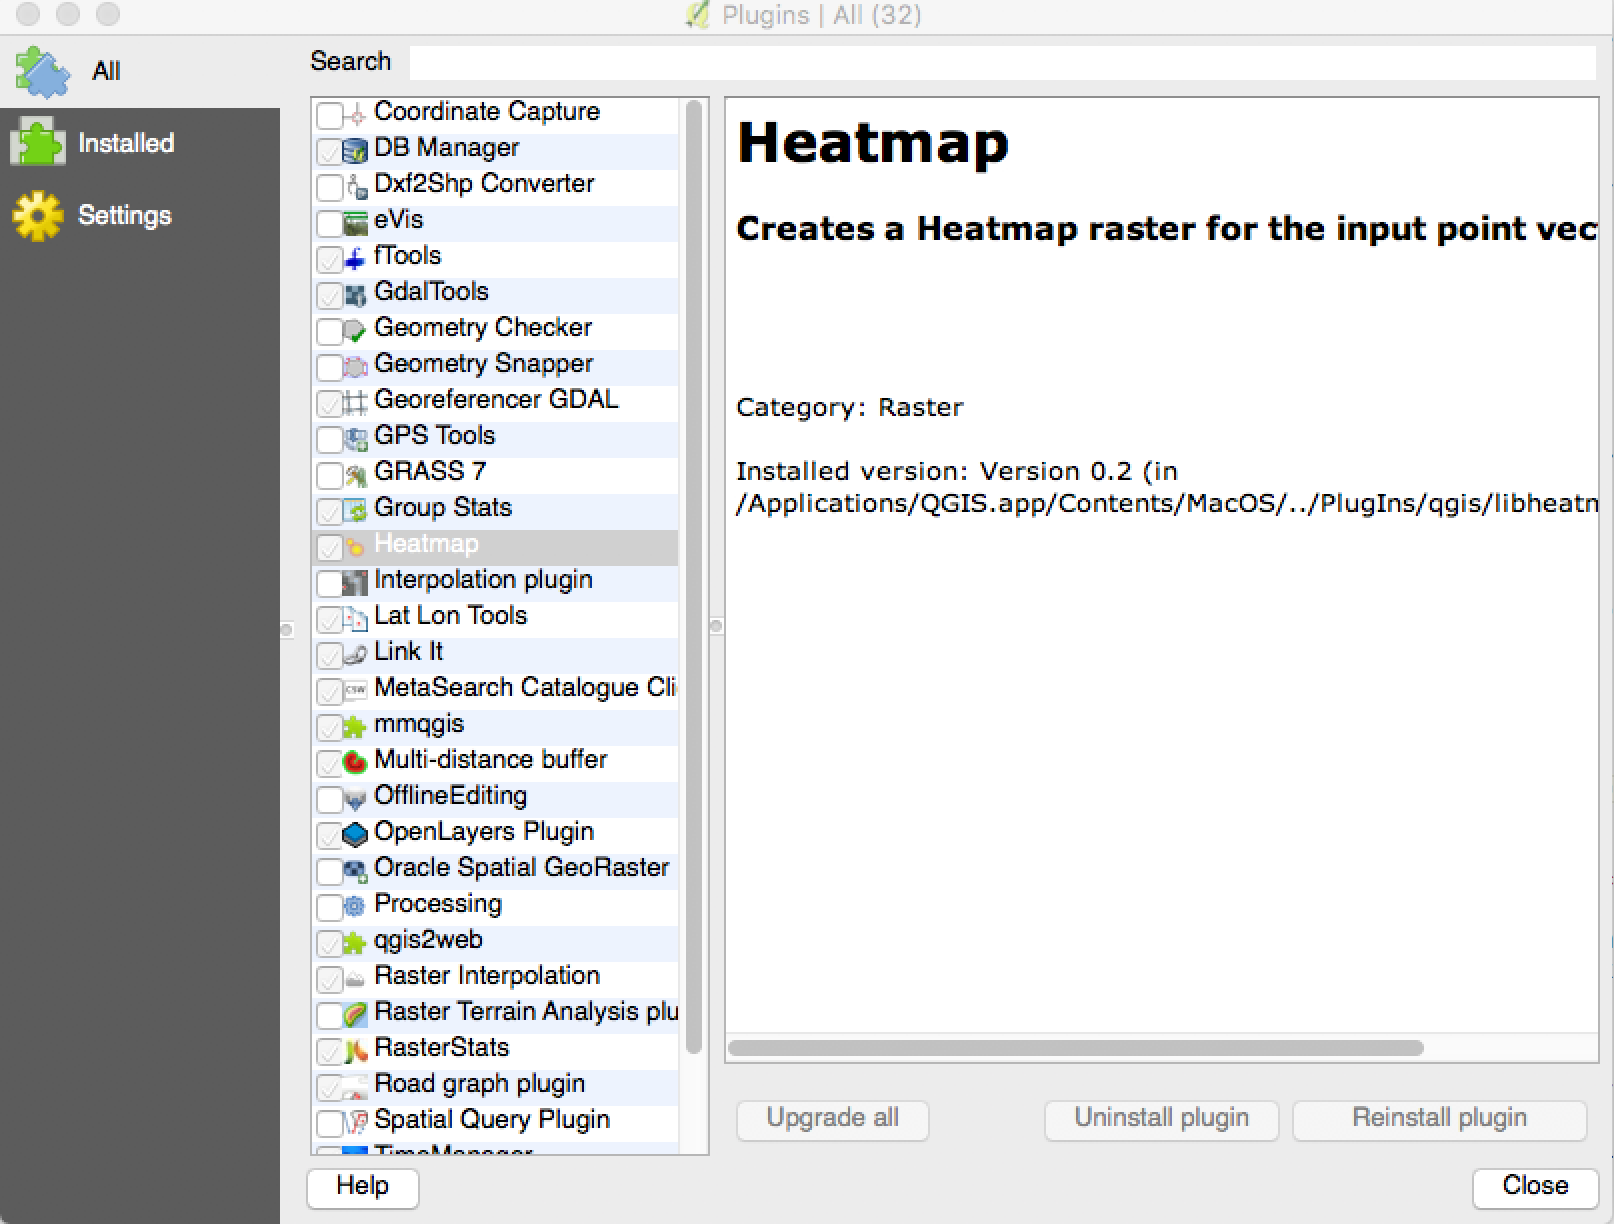 Plugins | All (32)
All
Installed
Settings
Search
Coordinate Capture
DB Manager
Dxf2Shp Converter
eVis
fTools
GdalTools
Geometry Checker
Geometry Snapper
Georeferencer GDAL
GPS Tools
GRASS 7
Group Stats
Heatmap
Interpolation plugin
Lat Lon Tools
Link It
CSW MetaSearch Catalogue Cli
mmqgis
Multi-distance buffer
OfflineEditing
OpenLayers Plugin
Oracle Spatial GeoRaster
Processing
qgis2web
Raster Interpolation
Raster Terrain Analysis plu
RasterStats
Road graph plugin
Spatial Query Plugin
TimeManager
Heatmap
Creates a Heatmap raster for the input point vec
Category: Raster
Installed version: Version 0.2 (in
/Applications/QGIS.app/Contents/MacOS/../PlugIns/qgis/libheatm
Upgrade all
Uninstall plugin
Reinstall plugin
Help
Close